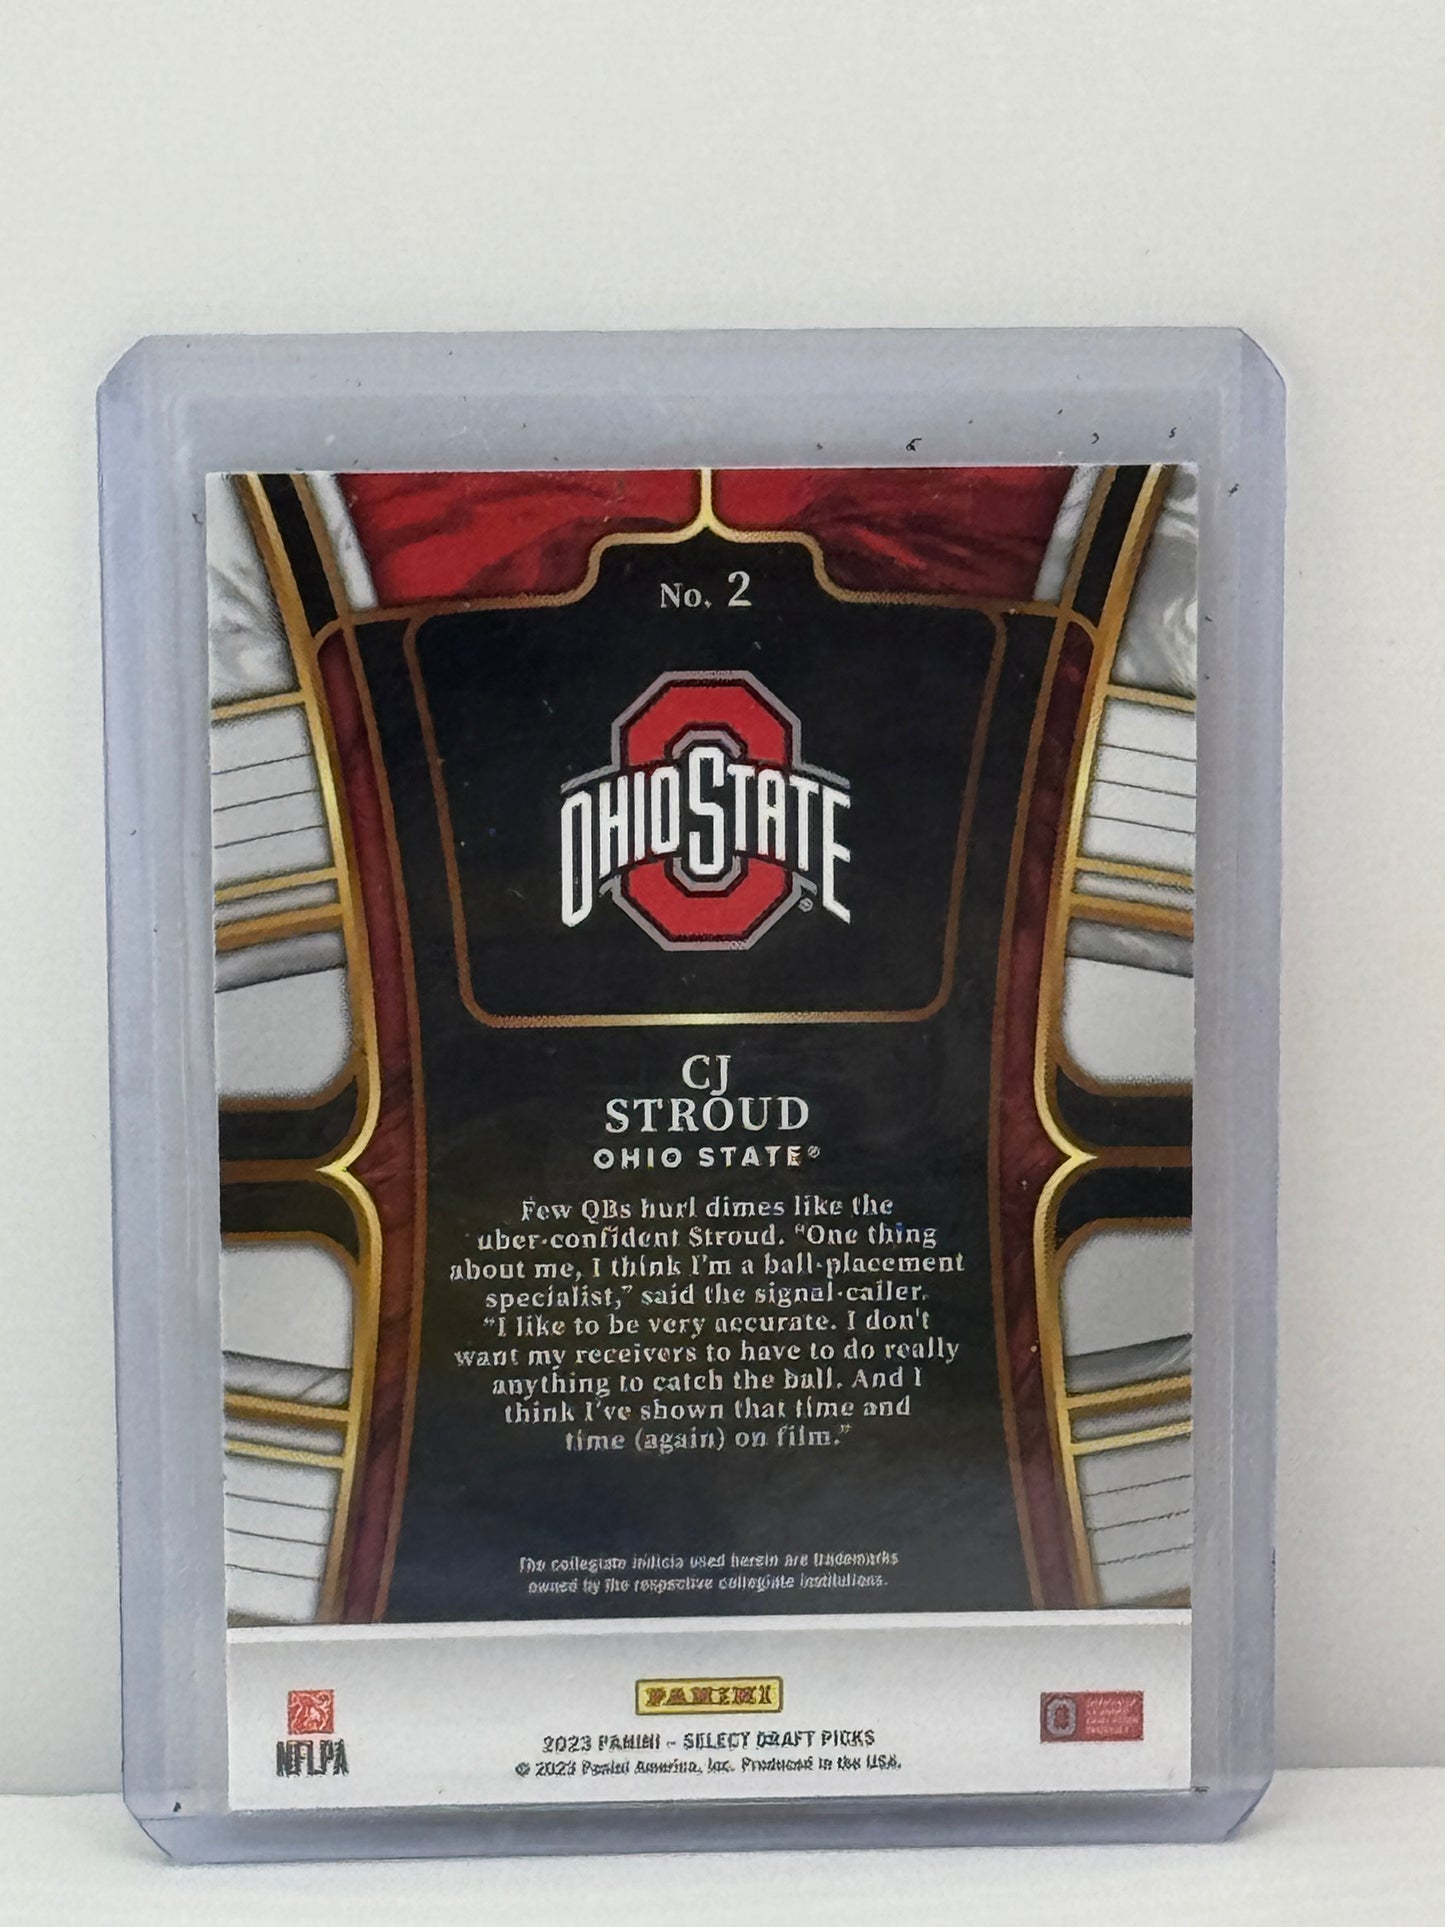 No. 2
OHIO STATE
CJ
STROUD
OHIO STATE®
Few QBs hurl dimes like the
uber-confident Stroud. "One thing
about me, I think I'm a ball-placement
specialist," said the signal-caller.
"I like to be very accurate. I don't
want my receivers to have to do really
anything to catch the ball. And I
think I've shown that time and
time (again) on film."
The collegiate initicia used herein are trademarks
owned by the respective collegiate institutions.
PANINI
NFLPA
2023 PANINI - SELECT DRAFT PICKS
© 2023 Panini America, Inc. Produced in the USA.